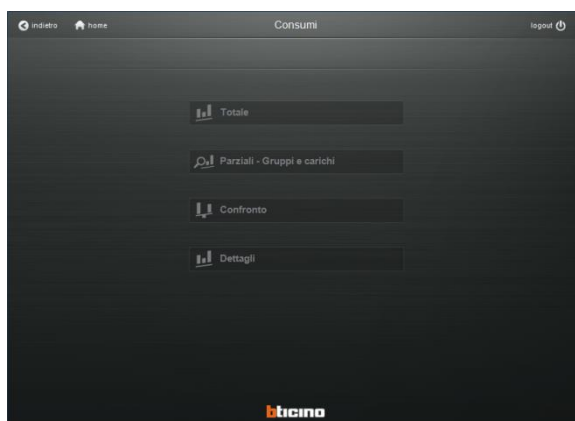 indietro home Consumi logout
Totale
Parziali - Gruppi e carichi
Confronto
Dettagli
bticino